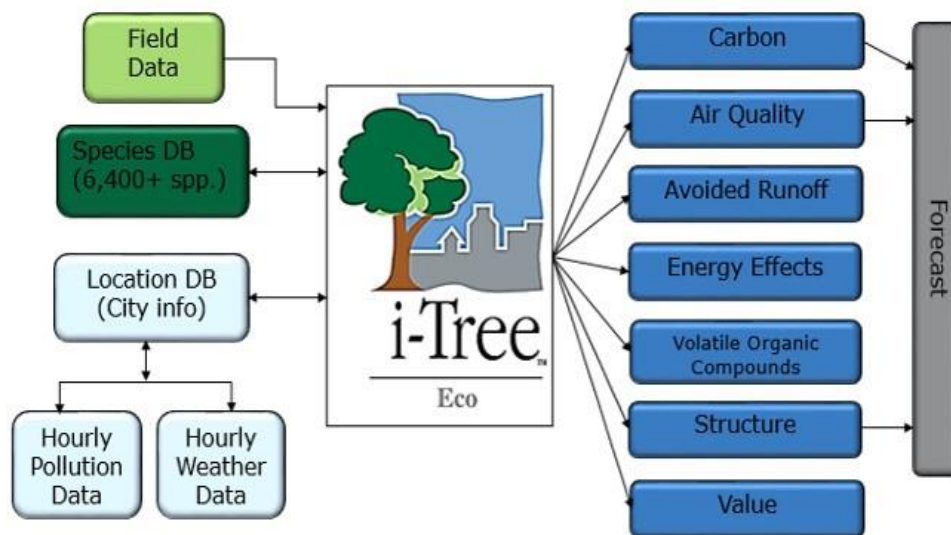 Field
Data
Species DB
(6,400+ spp.)
Location DB
(City info)
Hourly
Pollution
Data
Hourly
Weather
Data
i-Tree™
Eco
Carbon
Air Quality
Avoided Runoff
Energy Effects
Volatile Organic
Compounds
Structure
Value
Forecast